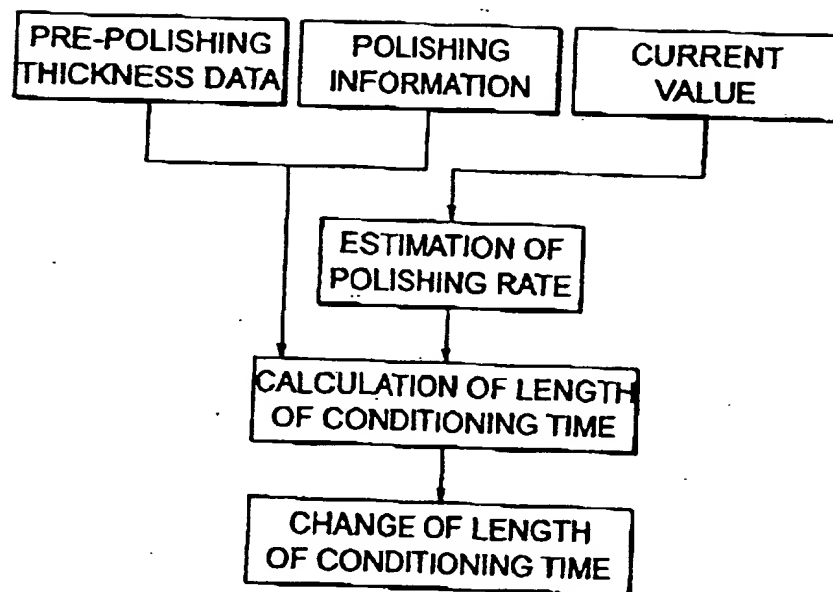 PRE-POLISHING
THICKNESS DATA
POLISHING
INFORMATION
CURRENT
VALUE
ESTIMATION OF
POLISHING RATE
CALCULATION OF LENGTH
OF CONDITIONING TIME
CHANGE OF LENGTH
OF CONDITIONING TIME